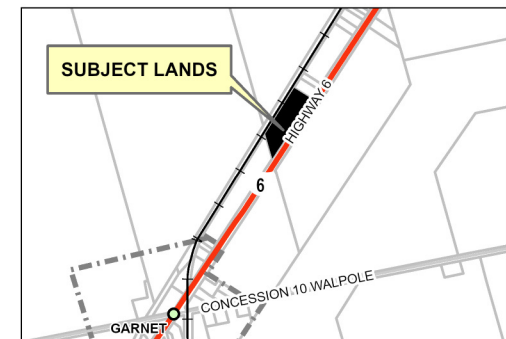 SUBJECT LANDS
HIGHWAY 6
6
CONCESSION 10 WALPOLE
GARNET